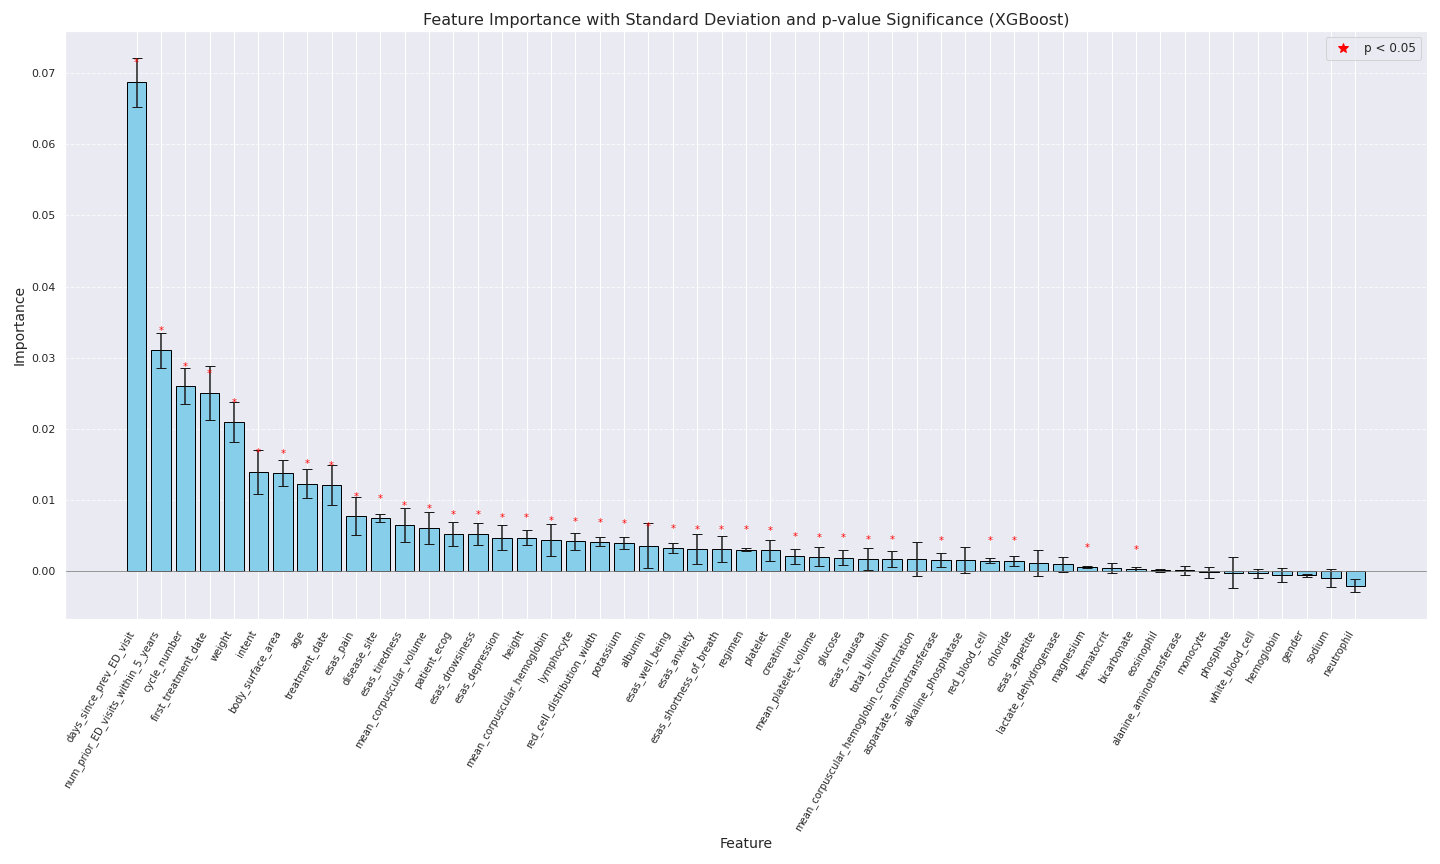 Feature Importance with Standard Deviation and p-value Significance (XGBoost)
p < 0.05
Importance
0.07
0.06
0.05
0.04
0.03
0.02
0.01
0.00
days_since_prev_ED_visit
num_prior_ED_visits_within_5_years
cycle_number
first_treatment_date
weight
intent
body_surface_area
age
treatment_date
esas_pain
disease_site
esas_tiredness
mean_corpuscular_volume
patient_ecog
esas_drowsiness
esas_depression
height
mean_corpuscular_hemoglobin
lymphocyte
red_cell_distribution_width
potassium
albumin
esas_well_being
esas_anxiety
esas_shortness_of_breath
regimen
platelet
creatinine
mean_platelet_volume
glucose
esas_nausea
total_bilirubin
mean_corpuscular_hemoglobin_concentration
aspartate_aminotransferase
alkaline_phosphatase
red_blood_cell
chloride
esas_appetite
lactate_dehydrogenase
magnesium
hematocrit
bicarbonate
eosinophil
alanine_aminotransferase
monocyte
phosphate
white_blood_cell
hemoglobin
gender
sodium
neutrophil
Feature